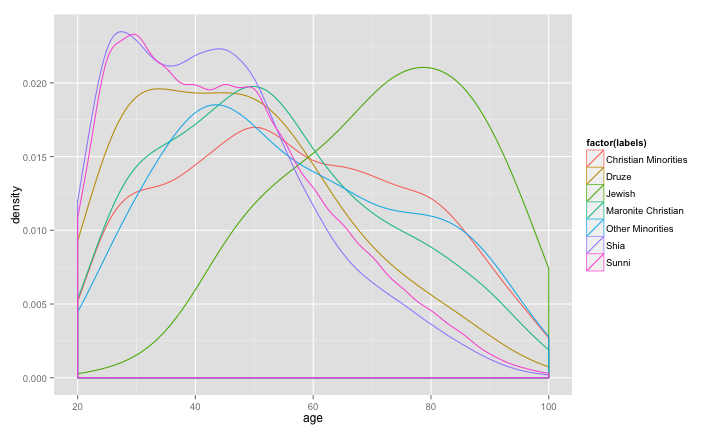 0.020
0.015
0.010
0.005
0.000
density
20 40 60 80 100
age
factor(labels)
Christian Minorities
Druze
Jewish
Maronite Christian
Other Minorities
Shia
Sunni